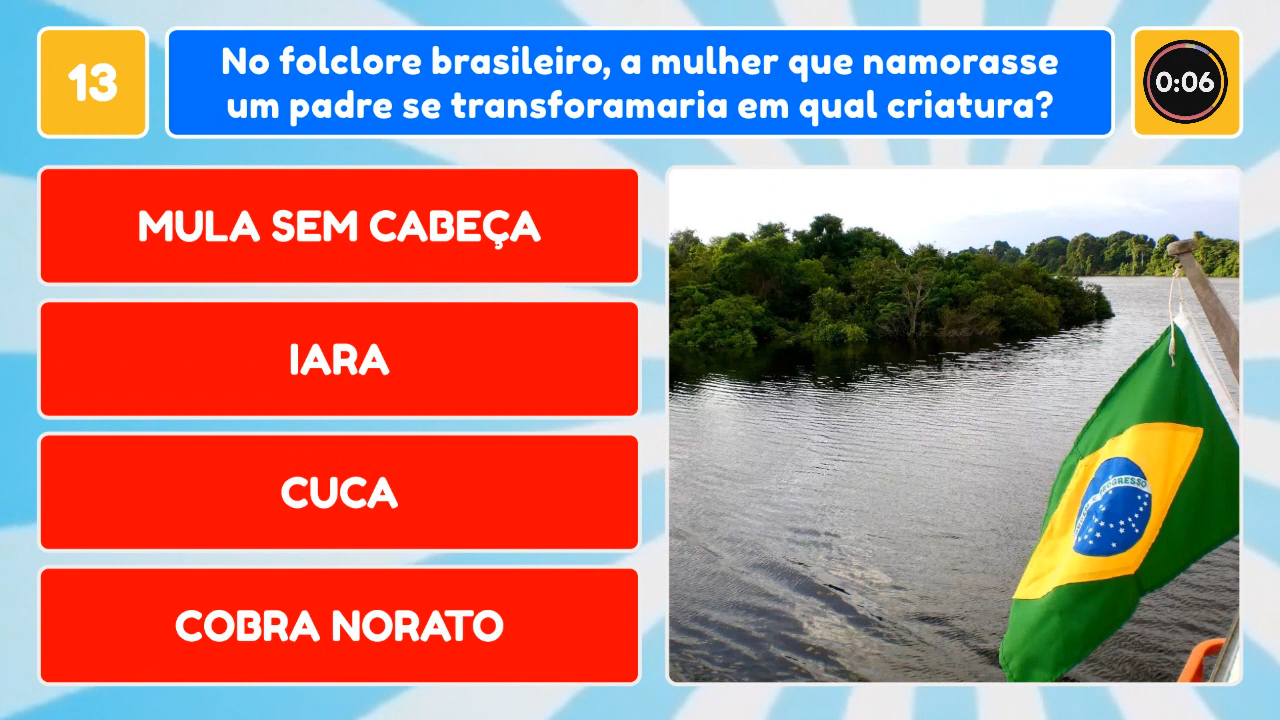 13
No folclore brasileiro, a mulher que namorasse
um padre se transforamaria em qual criatura?
0:06
MULA SEM CABEÇA
IARA
CUCA
COBRA NORATO
PROGRESSO